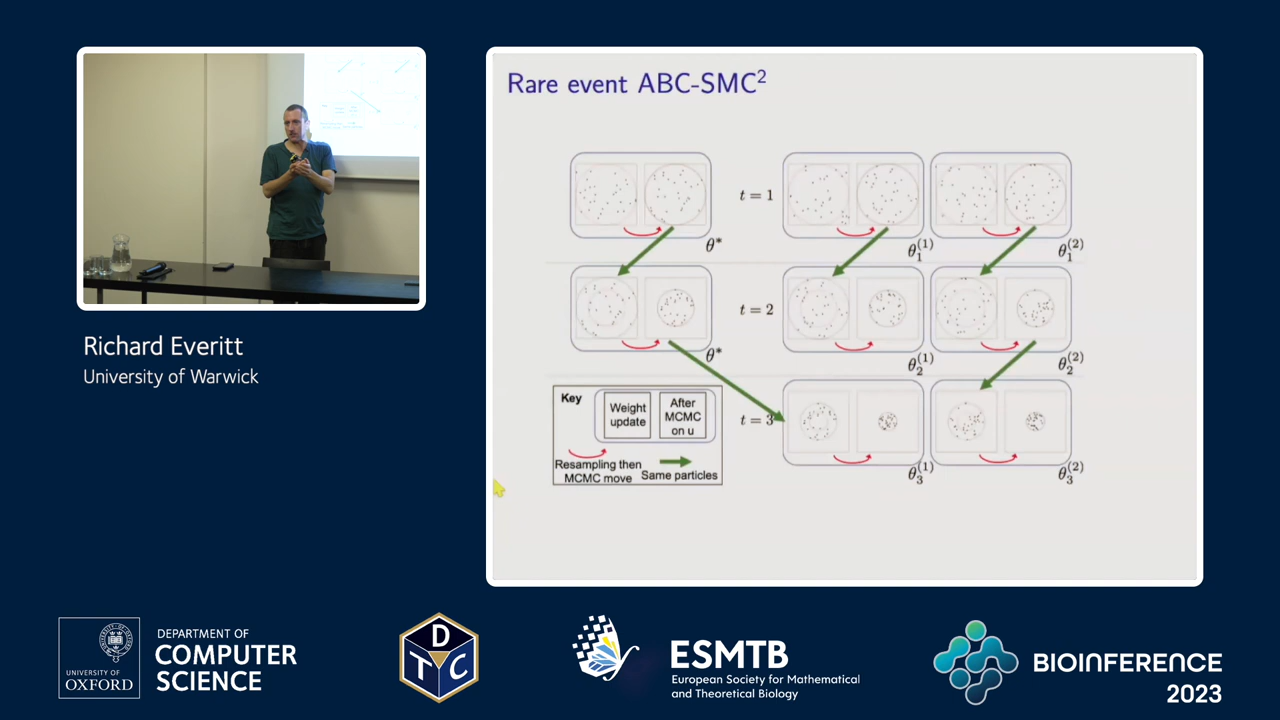 Rare event ABC-SMC²
t = 1
θ*
θ₁⁽¹⁾
θ₁⁽²⁾
t = 2
θ*
θ₂⁽¹⁾
θ₂⁽²⁾
Key
Weight update
After MCMC on u
Resampling then MCMC move
Same particles
t = 3
θ₃⁽¹⁾
θ₃⁽²⁾
Richard Everitt
University of Warwick
UNIVERSITY OF
OXFORD
DEPARTMENT OF
COMPUTER
SCIENCE
D
T C
ESMTB
European Society for Mathematical
and Theoretical Biology
BIOINFERENCE
2023